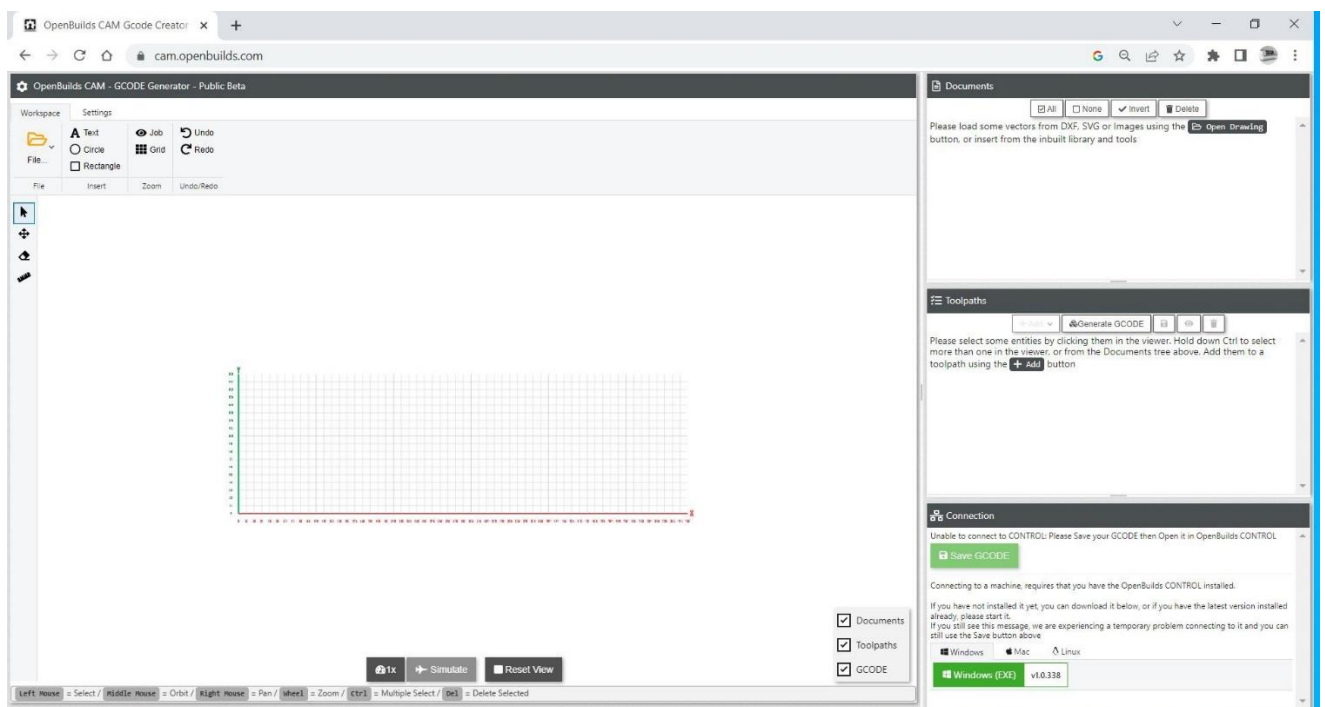 OpenBuilds CAM Gcode Creator
cam.openbuilds.com
OpenBuilds CAM - GCODE Generator - Public Beta
Workspace Settings
File...
A Text
Circle
Rectangle
Job
Grid
Undo
Redo
File Insert Zoom Undo/Redo
Y
X
1x Simulate Reset View
Documents
Toolpaths
GCODE
Left Mouse = Select / Middle Mouse = Orbit / Right Mouse = Pan / Wheel = Zoom / Ctrl = Multiple Select / Del = Delete Selected
Documents
All None Invert Delete
Please load some vectors from DXF, SVG or Images using the Open Drawing
button, or insert from the inbuilt library and tools
Toolpaths
+ Add Generate GCODE
Please select some entities by clicking them in the viewer. Hold down Ctrl to select
more than one in the viewer, or from the Documents tree above. Add them to a
toolpath using the + Add button
Connection
Unable to connect to CONTROL: Please Save your GCODE then Open it in OpenBuilds CONTROL
Save GCODE
Connecting to a machine, requires that you have the OpenBuilds CONTROL installed.
If you have not installed it yet, you can download it below, or if you have the latest version installed
already, please start it.
If you still see this message, we are experiencing a temporary problem connecting to it and you can
still use the Save button above
Windows Mac Linux
Windows (EXE) v1.0.338